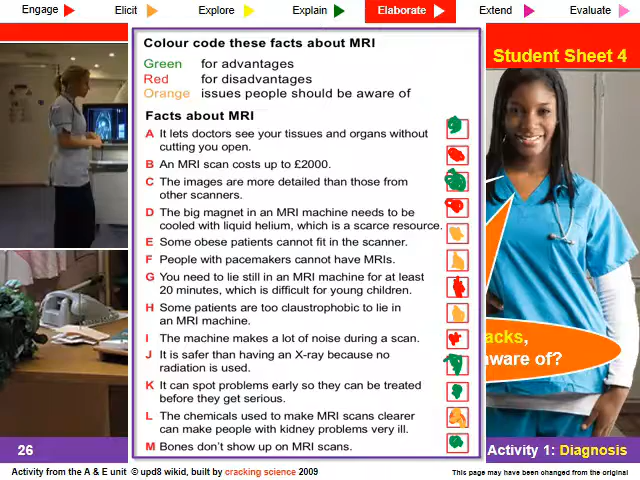 Engage
Elicit
Explore
Explain
Elaborate
Extend
Evaluate
Student Sheet 4
Colour code these facts about MRI
Green for advantages
Red for disadvantages
Orange issues people should be aware of
Facts about MRI
A It lets doctors see your tissues and organs without
cutting you open.
B An MRI scan costs up to £2000.
C The images are more detailed than those from
other scanners.
D The big magnet in an MRI machine needs to be
cooled with liquid helium, which is a scarce resource.
E Some obese patients cannot fit in the scanner.
F People with pacemakers cannot have MRIs.
G You need to lie still in an MRI machine for at least
20 minutes, which is difficult for young children.
H Some patients are too claustrophobic to lie in
an MRI machine.
I The machine makes a lot of noise during a scan.
J It is safer than having an X-ray because no
radiation is used.
K It can spot problems early so they can be treated
before they get serious.
L The chemicals used to make MRI scans clearer
can make people with kidney problems very ill.
M Bones don't show up on MRI scans.
acks,
ware of?
26
Activity 1: Diagnosis
Activity from the A & E unit © upd8 wikid, built by cracking science 2009
This page may have been changed from the original